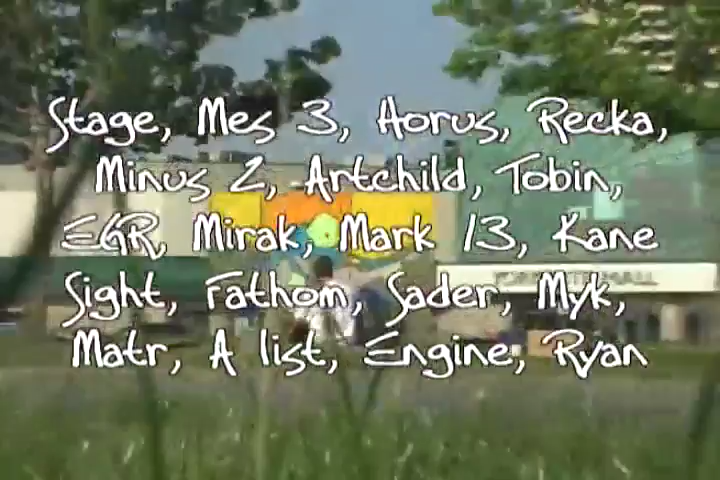 Stage, Mes 3, Horus, Recka,
Minus 2, Artchild, Tobin,
EGR, Mirak, Mark 13, Kane
Sight, Fathom, Sader, Myk,
Matr, A list, Engine, Ryan